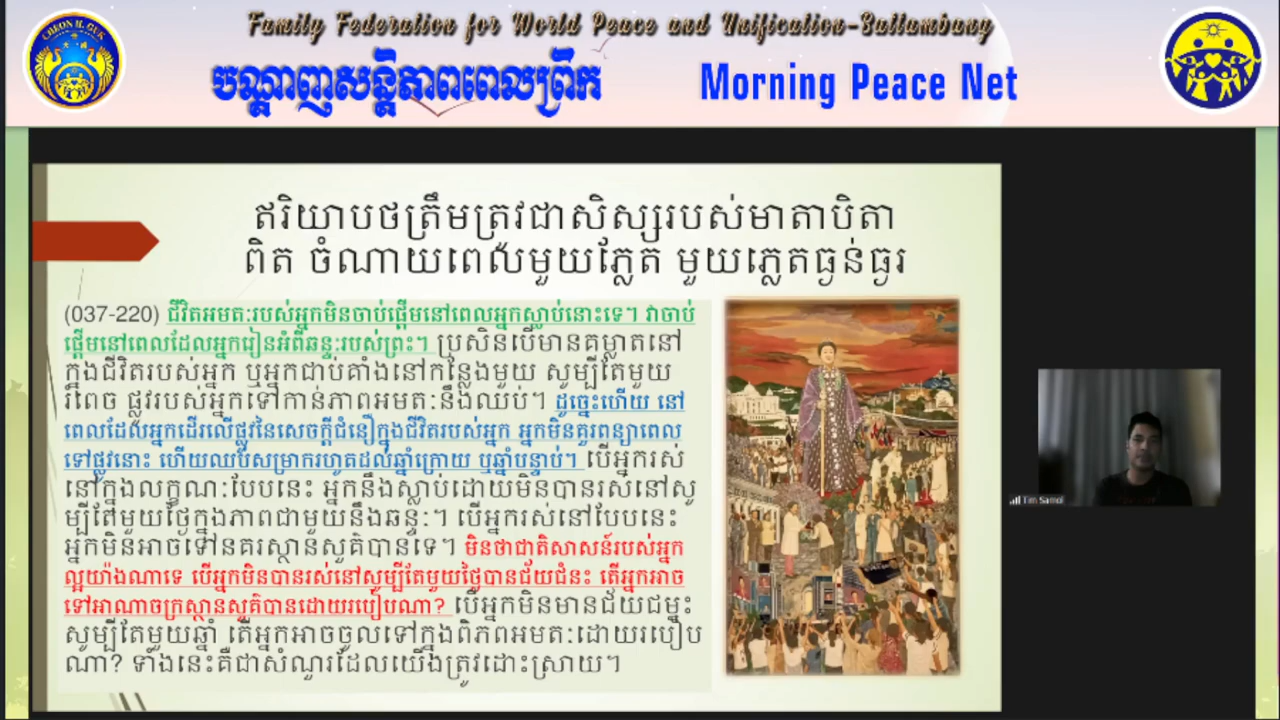 Family Federation for World Peace and Unification-Battambang
CHEON IL GUK
បណ្ដាញសន្តិភាពពេលព្រឹក
Morning Peace Net
ឥរិយាបថត្រឹមត្រូវជាសិស្សរបស់មាតាបិតា
ពិត ចំណាយពេលមួយភ្លែត មួយភ្លេតធ្ងន់ធ្ងរ
(037-220) ជីវិតអមតៈរបស់អ្នកមិនចាប់ផ្ដើមនៅពេលអ្នកស្លាប់នោះទេ។ វាចាប់
ផ្ដើមនៅពេលដែលអ្នករៀនអំពីឆន្ទៈរបស់ព្រះ។ ប្រសិនបើមានគម្លាតនៅ
ក្នុងជីវិតរបស់អ្នក ឬអ្នកជាប់គាំងនៅកន្លែងមួយ សូម្បីតែមួយ
រំពេច ផ្លូវរបស់អ្នកទៅកាន់ភាពអមតៈនឹងឈប់។ ដូច្នេះហើយ នៅ
ពេលដែលអ្នកដើរលើផ្លូវនៃសេចក្ដីជំនឿក្នុងជីវិតរបស់អ្នក អ្នកមិនគួរពន្យាពេល
ទៅផ្លូវនោះ ហើយឈប់សម្រាករហូតដល់ឆ្នាំក្រោយ ឬឆ្នាំបន្ទាប់។ បើអ្នករស់
នៅក្នុងលក្ខណៈបែបនេះ អ្នកនឹងស្លាប់ដោយមិនបានរស់នៅសូ
ម្បីតែមួយថ្ងៃក្នុងភាពជាមួយនឹងឆន្ទៈ។ បើអ្នករស់នៅបែបនេះ
អ្នកមិនអាចទៅនគរស្ថានសួគ៌បានទេ។ មិនថាជាតិសាសន៍របស់អ្នក
ល្អយ៉ាងណាទេ បើអ្នកមិនបានរស់នៅសូម្បីតែមួយថ្ងៃបានជ័យជំនះ តើអ្នកអាច
ទៅអាណាចក្រស្ថានសួគ៌បានដោយរបៀបណា? បើអ្នកមិនមានជ័យជម្នះ
សូម្បីតែមួយឆ្នាំ តើអ្នកអាចចូលទៅក្នុងពិភពអមតៈដោយរបៀប
ណា? ទាំងនេះគឺជាសំណួរដែលយើងត្រូវដោះស្រាយ។
Tim Samol